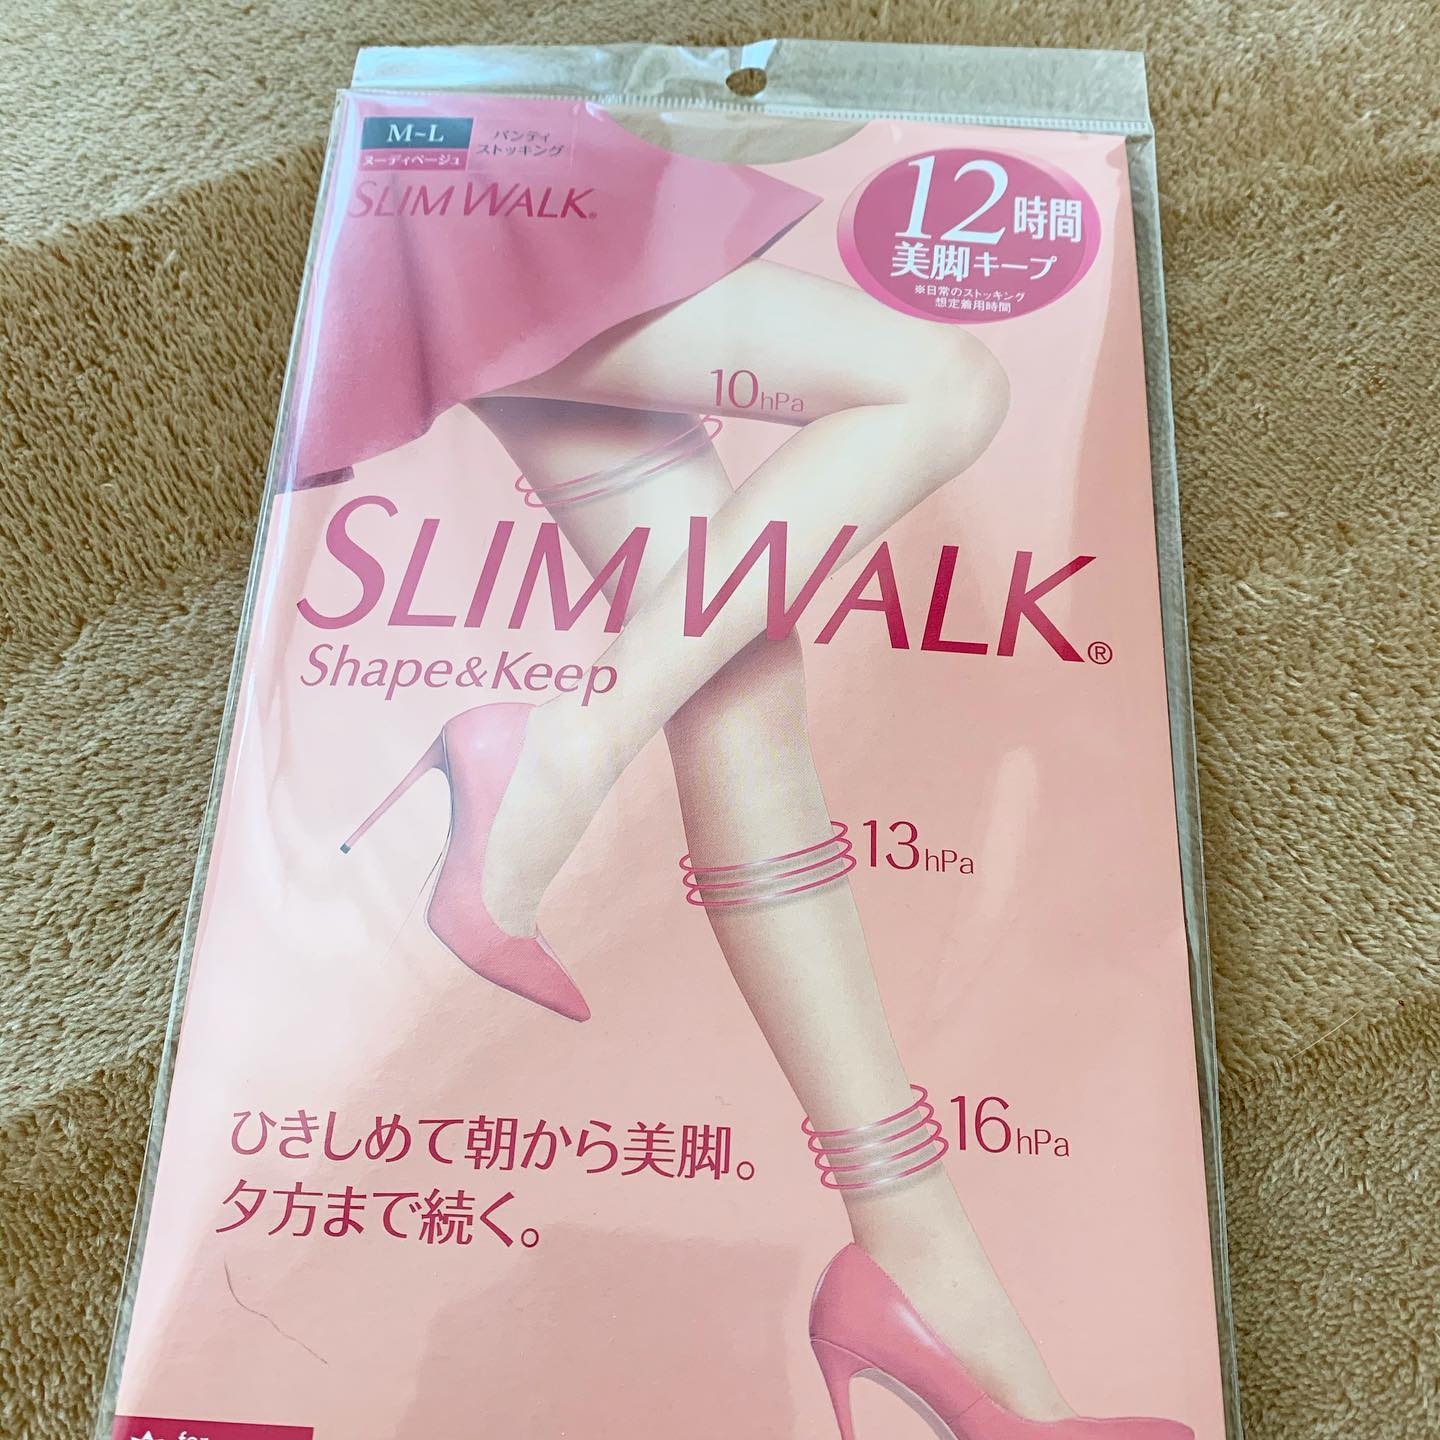 M~L
ヌーディベージュ
パンティ
ストッキング
SLIM WALK®
12時間
美脚キープ
※日常のストッキング
想定着用時間
10hPa
SLIM WALK®
Shape&Keep
13hPa
16hPa
ひきしめて朝から美脚。
夕方まで続く。
for